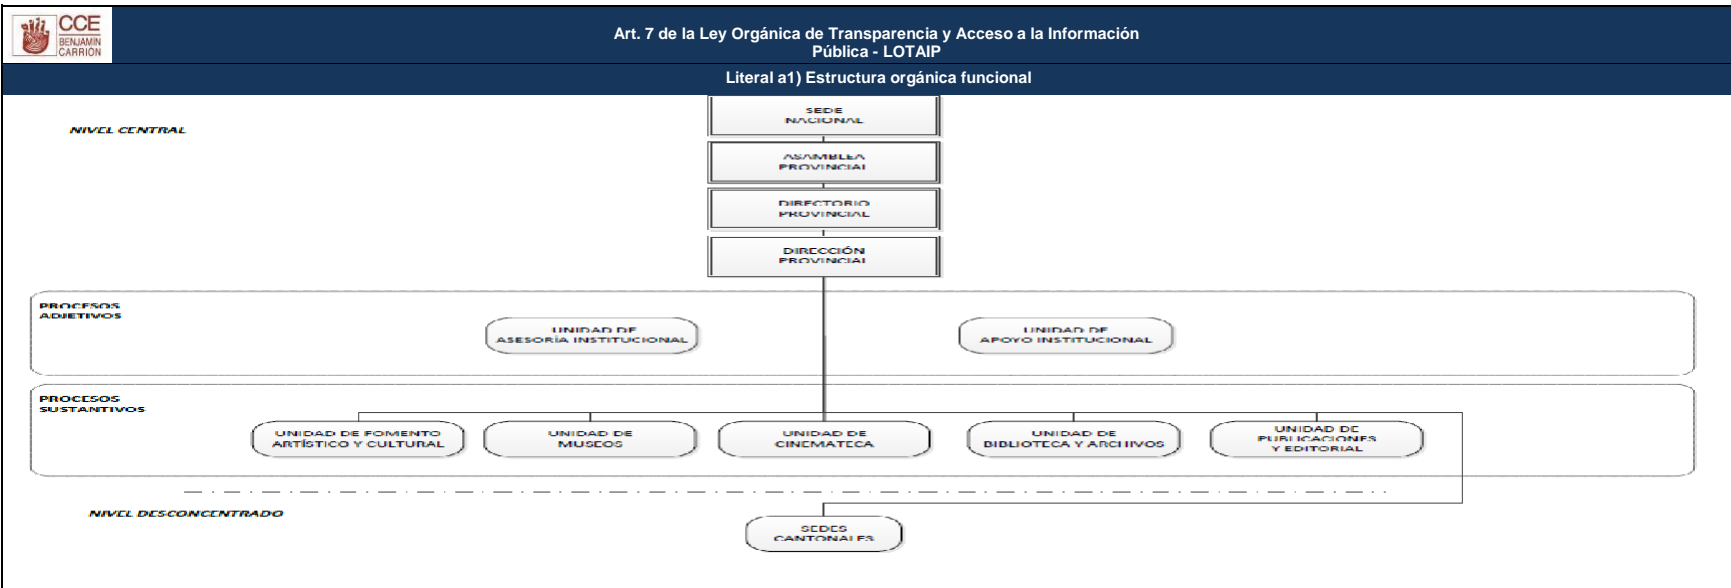 CCE
BENJAMÍN
CARRIÓN
Art. 7 de la Ley Orgánica de Transparencia y Acceso a la Información
Pública - LOTAIP
Literal a1) Estructura orgánica funcional
NIVEL CENTRAL
SEDE
NACIONAL
ASAMBLEA
PROVINCIAL
DIRECTORIO
PROVINCIAL
DIRECCIÓN
PROVINCIAL
PROCESOS
ADJETIVOS
UNIDAD DE
ASESORÍA INSTITUCIONAL
UNIDAD DE
APOYO INSTITUCIONAL
PROCESOS
SUSTANTIVOS
UNIDAD DE FOMENTO
ARTÍSTICO Y CULTURAL
UNIDAD DE
MUSEOS
UNIDAD DE
CINEMATECA
UNIDAD DE
BIBLIOTECA Y ARCHIVOS
UNIDAD DE
PUBLICACIONES
Y EDITORIAL
NIVEL DESCONCENTRADO
SEDES
CANTONALES